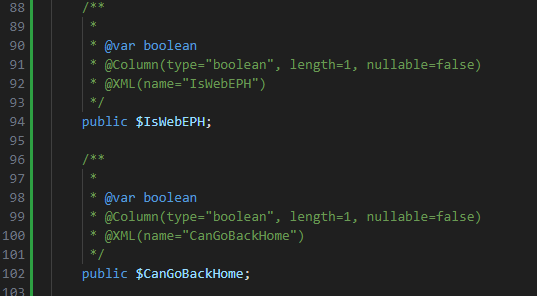 88 /**
89 *
90 * @var boolean
91 * @Column(type="boolean", length=1, nullable=false)
92 * @XML(name="IsWebEPH")
93 */
94 public $IsWebEPH;
95
96 /**
97 *
98 * @var boolean
99 * @Column(type="boolean", length=1, nullable=false)
100 * @XML(name="CanGoBackHome")
101 */
102 public $CanGoBackHome;
103